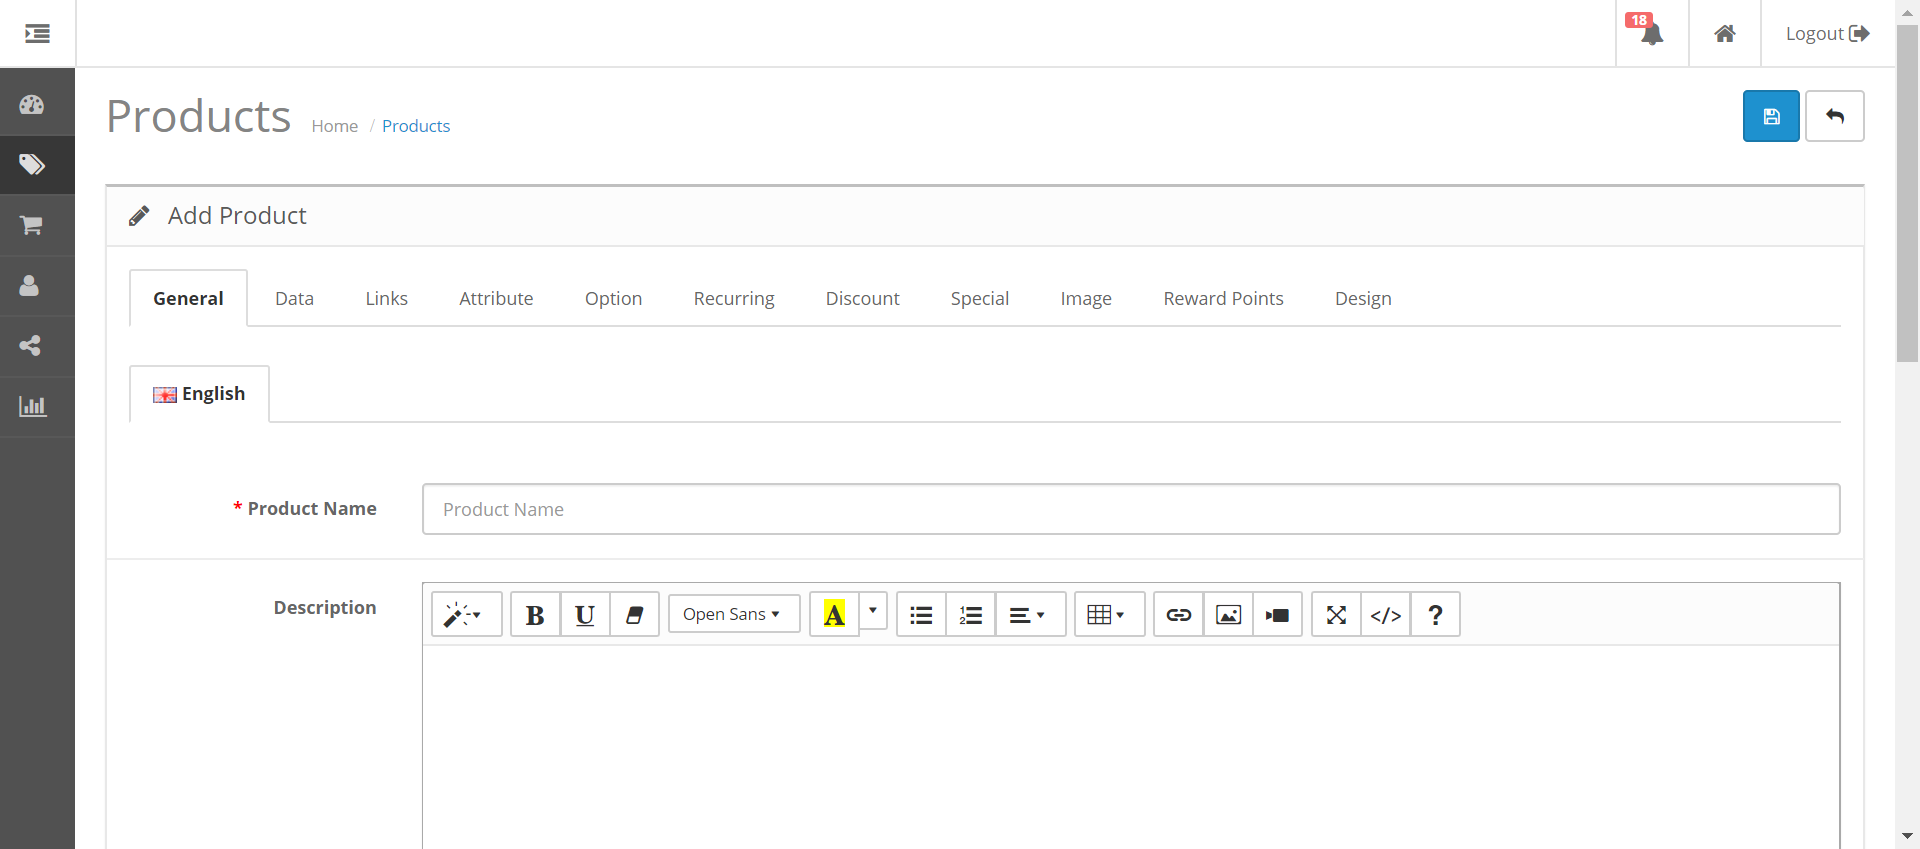 18
Logout
Products
Home / Products
Add Product
General Data Links Attribute Option Recurring Discount Special Image Reward Points Design
English
* Product Name
Product Name
Description
B U Open Sans A </> ?